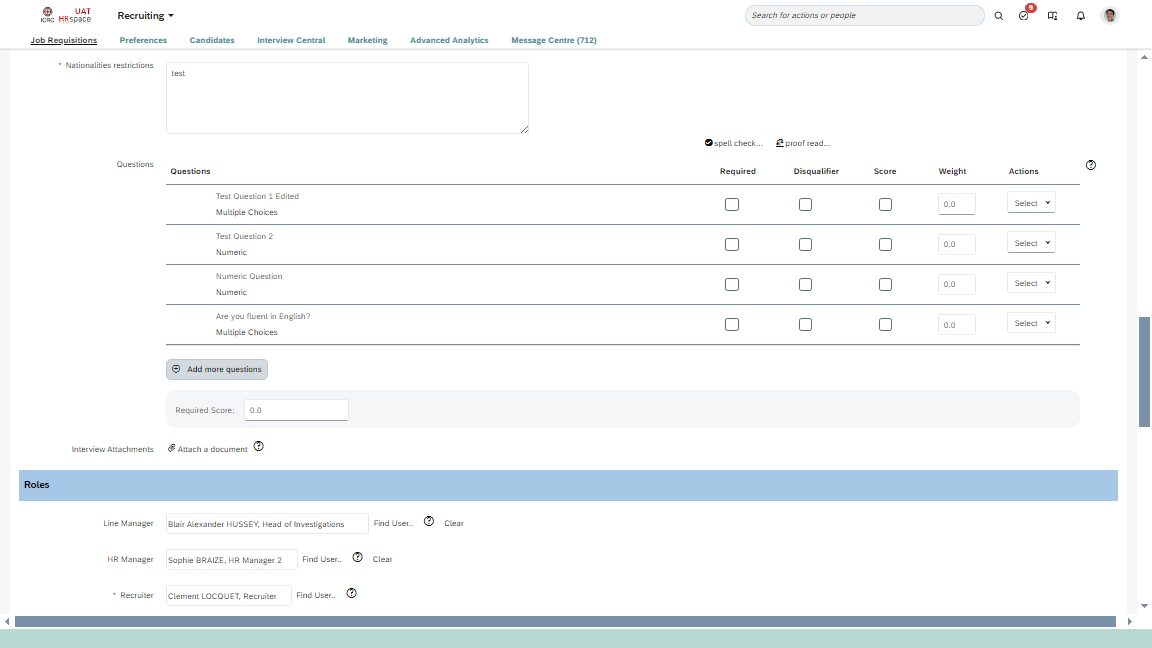 ICRC
UAT
HRspace
Recruiting
Search for actions or people
9
Job Requisitions
Preferences
Candidates
Interview Central
Marketing
Advanced Analytics
Message Centre (712)
* Nationalities restrictions
test
spell check...
proof read...
Questions
Questions
Required
Disqualifier
Score
Weight
Actions
Test Question 1 Edited
Multiple Choices
0.0
Select
Test Question 2
Numeric
0.0
Select
Numeric Question
Numeric
0.0
Select
Are you fluent in English?
Multiple Choices
0.0
Select
Add more questions
Required Score:
0.0
Interview Attachments
Attach a document
Roles
Line Manager
Blair Alexander HUSSEY, Head of Investigations
Find User..
Clear
HR Manager
Sophie BRAIZE, HR Manager 2
Find User..
Clear
* Recruiter
Clement LOCQUET, Recruiter
Find User..